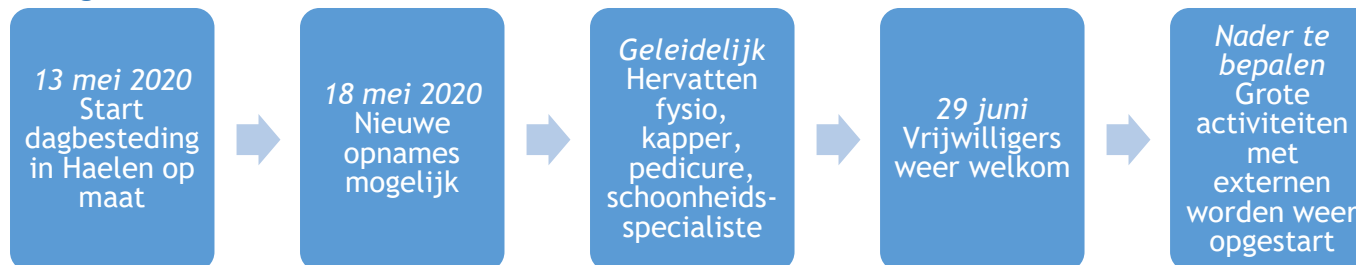 13 mei 2020
Start
dagbesteding
in Haelen op
maat
18 mei 2020
Nieuwe
opnames
mogelijk
Geleidelijk
Hervatten
fysio,
kapper,
pedicure,
schoonheids-
specialiste
29 juni
Vrijwilligers
weer welkom
Nader te
bepalen
Grote
activiteiten
met
externen
worden weer
opgestart